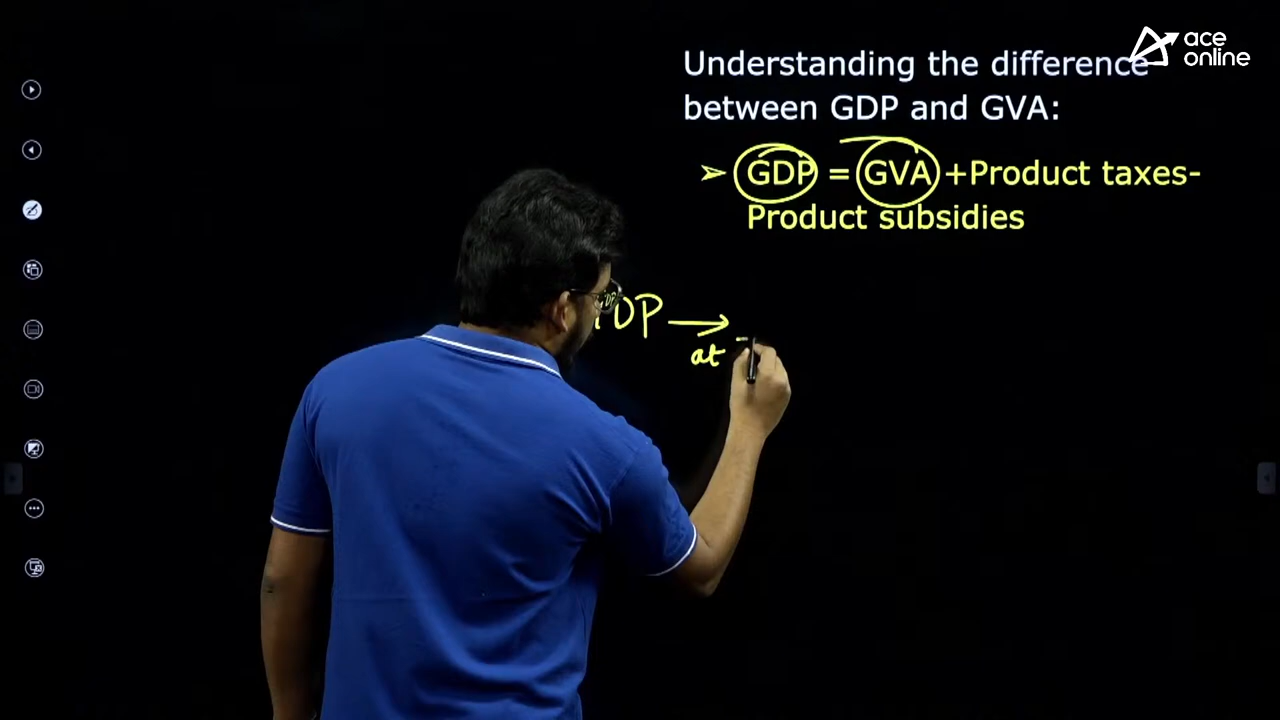 ace
online
Understanding the difference
between GDP and GVA:
➢ GDP = GVA +Product taxes-
Product subsidies
DP →
at